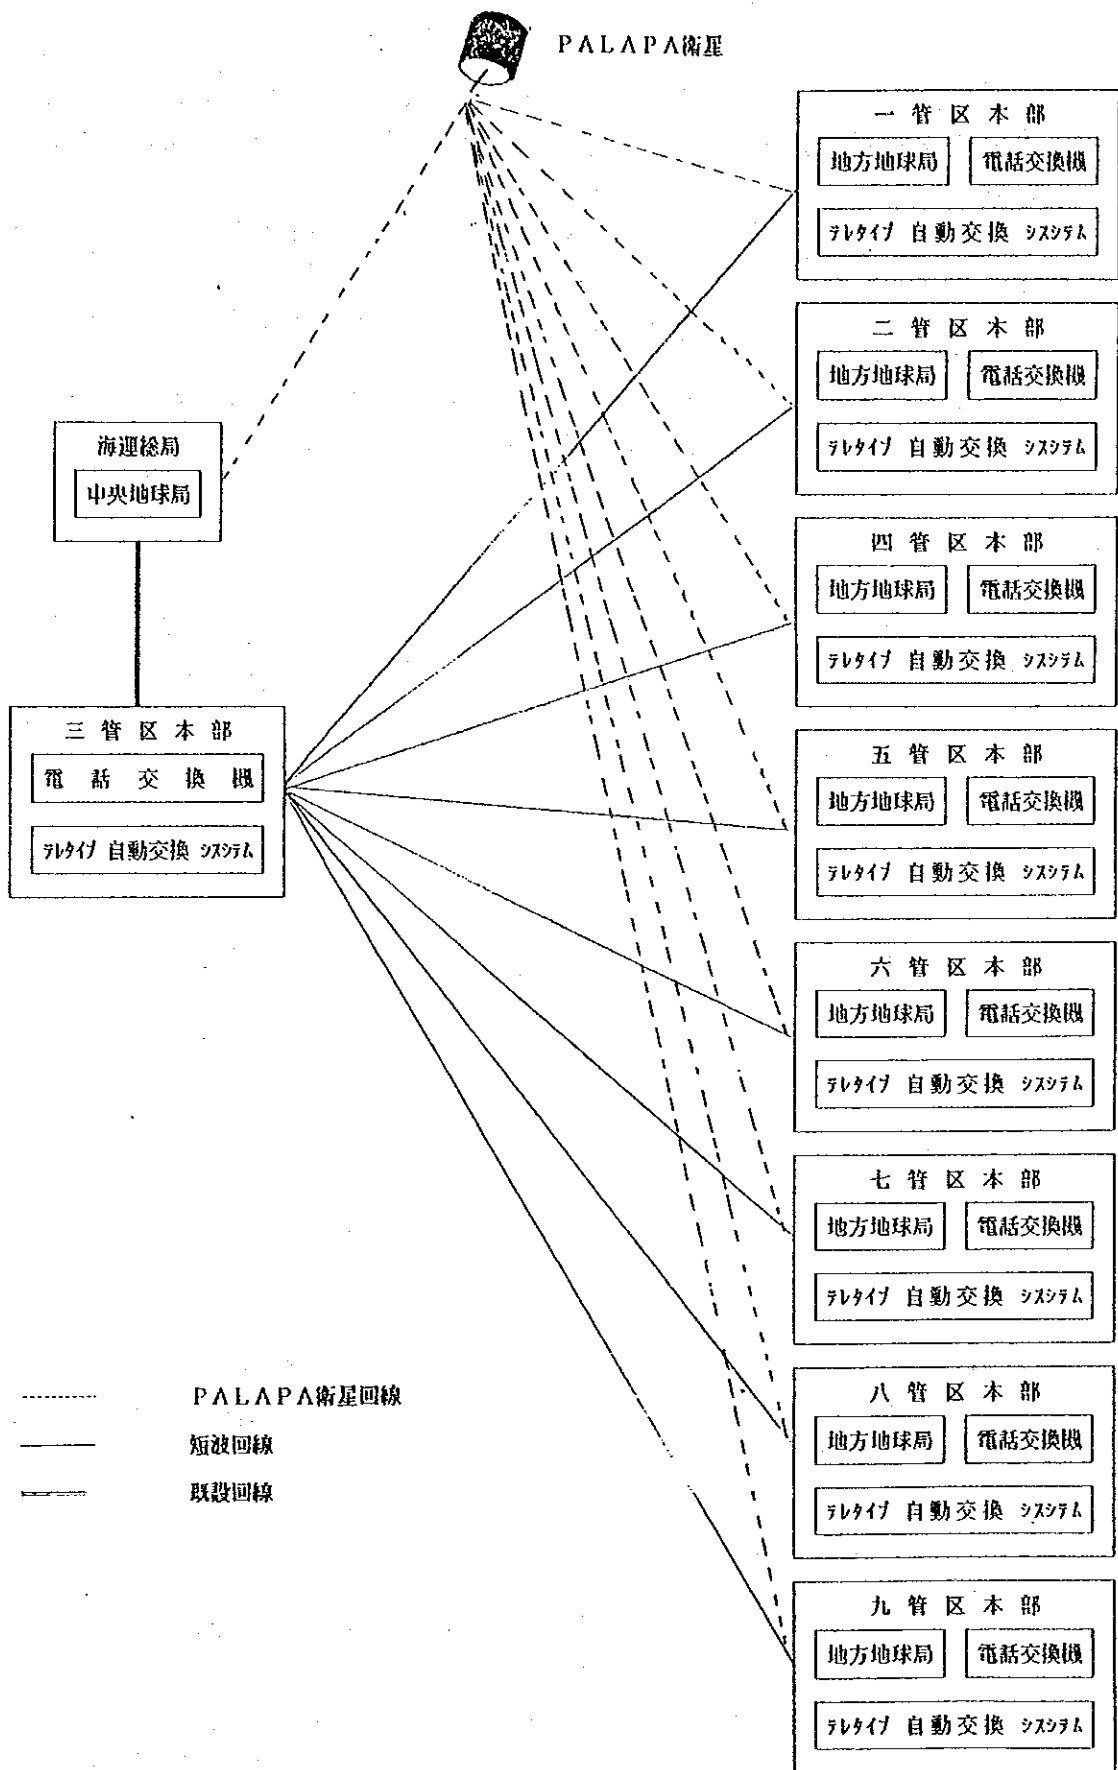 PALAPA衛星
一管区本部
地方地球局 電話交換機
テレタイプ 自動交換 システム
二管区本部
地方地球局 電話交換機
テレタイプ 自動交換 システム
海運総局
中央地球局
四管区本部
地方地球局 電話交換機
テレタイプ 自動交換 システム
三管区本部
電話交換機
テレタイプ 自動交換 システム
五管区本部
地方地球局 電話交換機
テレタイプ 自動交換 システム
六管区本部
地方地球局 電話交換機
テレタイプ 自動交換 システム
七管区本部
地方地球局 電話交換機
テレタイプ 自動交換 システム
八管区本部
地方地球局 電話交換機
テレタイプ 自動交換 システム
九管区本部
地方地球局 電話交換機
テレタイプ 自動交換 システム
PALAPA衛星回線
短波回線
既設回線